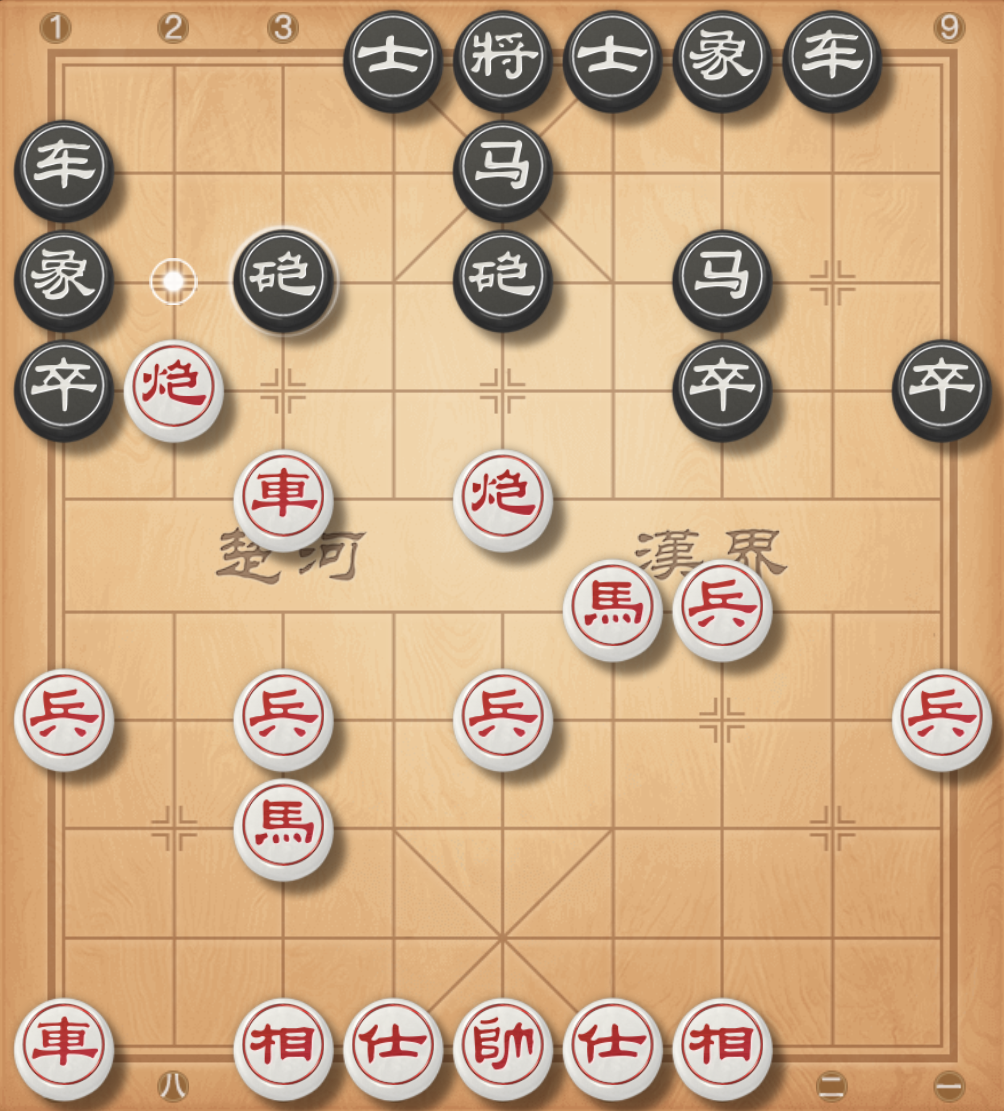 1 2 3 9
士 將 士 象 车
车 马
象 砲 砲 马
卒 炮 卒 卒
車 炮
楚河 漢界
馬 兵
兵 兵 兵 兵
馬
車 相 仕 帥 仕 相
八 二 一